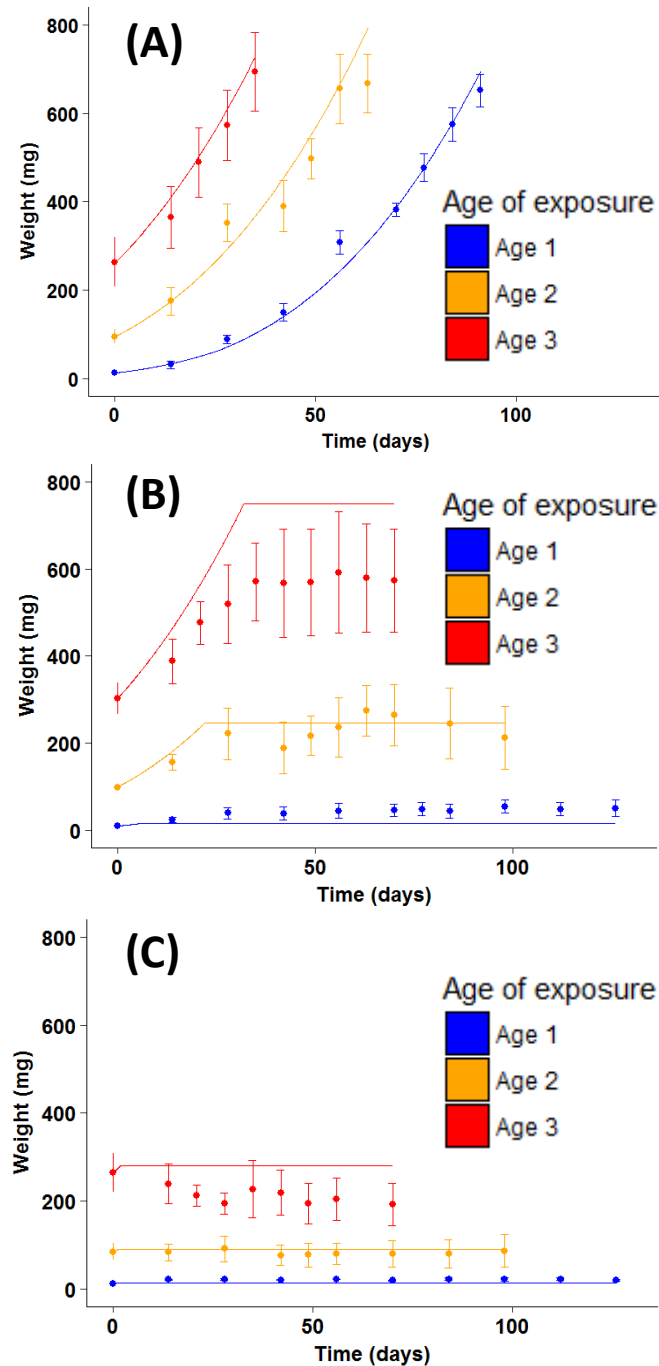 (A)
800
600
400
200
0
Weight (mg)
0 50 100
Time (days)
Age of exposure
Age 1
Age 2
Age 3
(B)
800
600
400
200
0
Weight (mg)
0 50 100
Time (days)
Age of exposure
Age 1
Age 2
Age 3
(C)
800
600
400
200
0
Weight (mg)
0 50 100
Time (days)
Age of exposure
Age 1
Age 2
Age 3